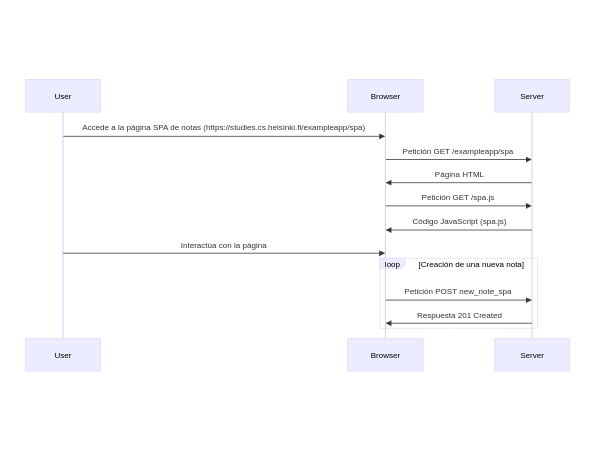 User
Browser
Server
Accede a la página SPA de notas (https://studies.cs.helsinki.fi/exampleapp/spa)
Petición GET /exampleapp/spa
Página HTML
Petición GET /spa.js
Código JavaScript (spa.js)
Interactúa con la página
loop
[Creación de una nueva nota]
Petición POST new_note_spa
Respuesta 201 Created
User
Browser
Server